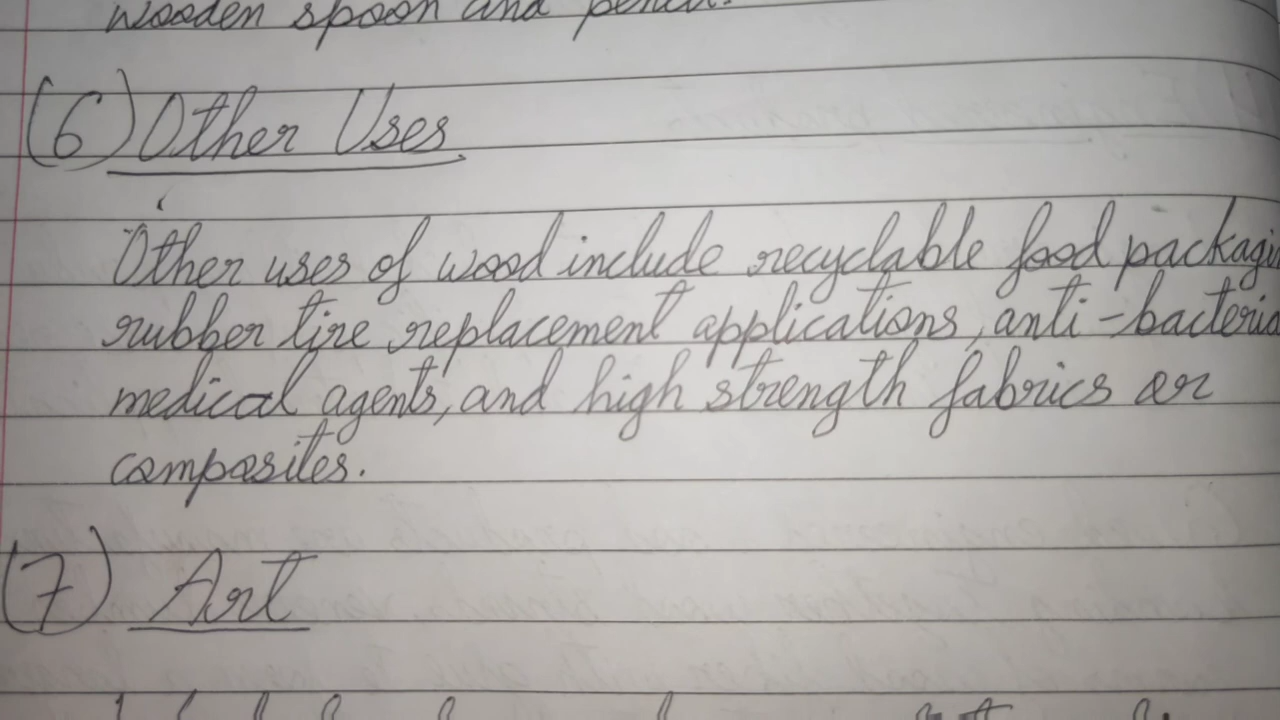 wooden spoon and pencil.
(6) Other Uses
Other uses of wood include recyclable food packagi
rubber tire replacement applications, anti-bacteria
medical agents, and high strength fabrics or
composites.
(7) Art